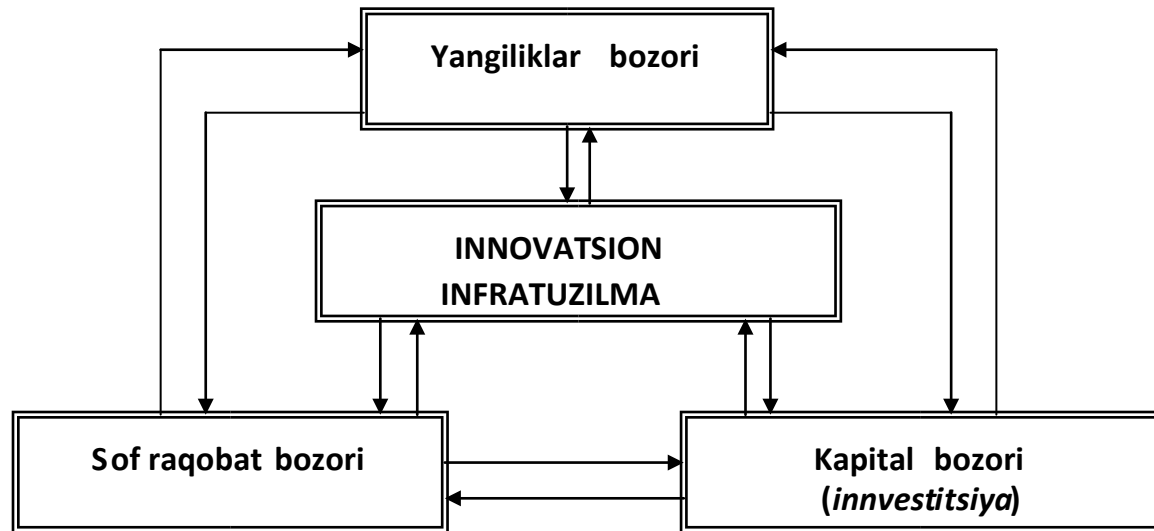 Yangiliklar bozori
INNOVATSION
INFRATUZILMA
Sof raqobat bozori
Kapital bozori
(innvestitsiya)